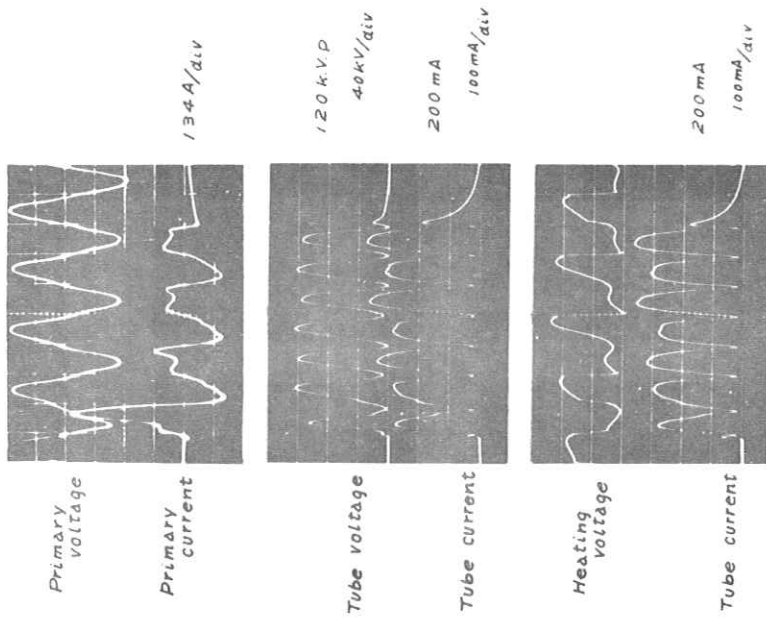 Primary
voltage
Primary
current
134A/div
Tube voltage
Tube current
120 k.V.P
40kV/div
200 mA
100mA/div
Heating
voltage
Tube current
200 mA
100mA/div